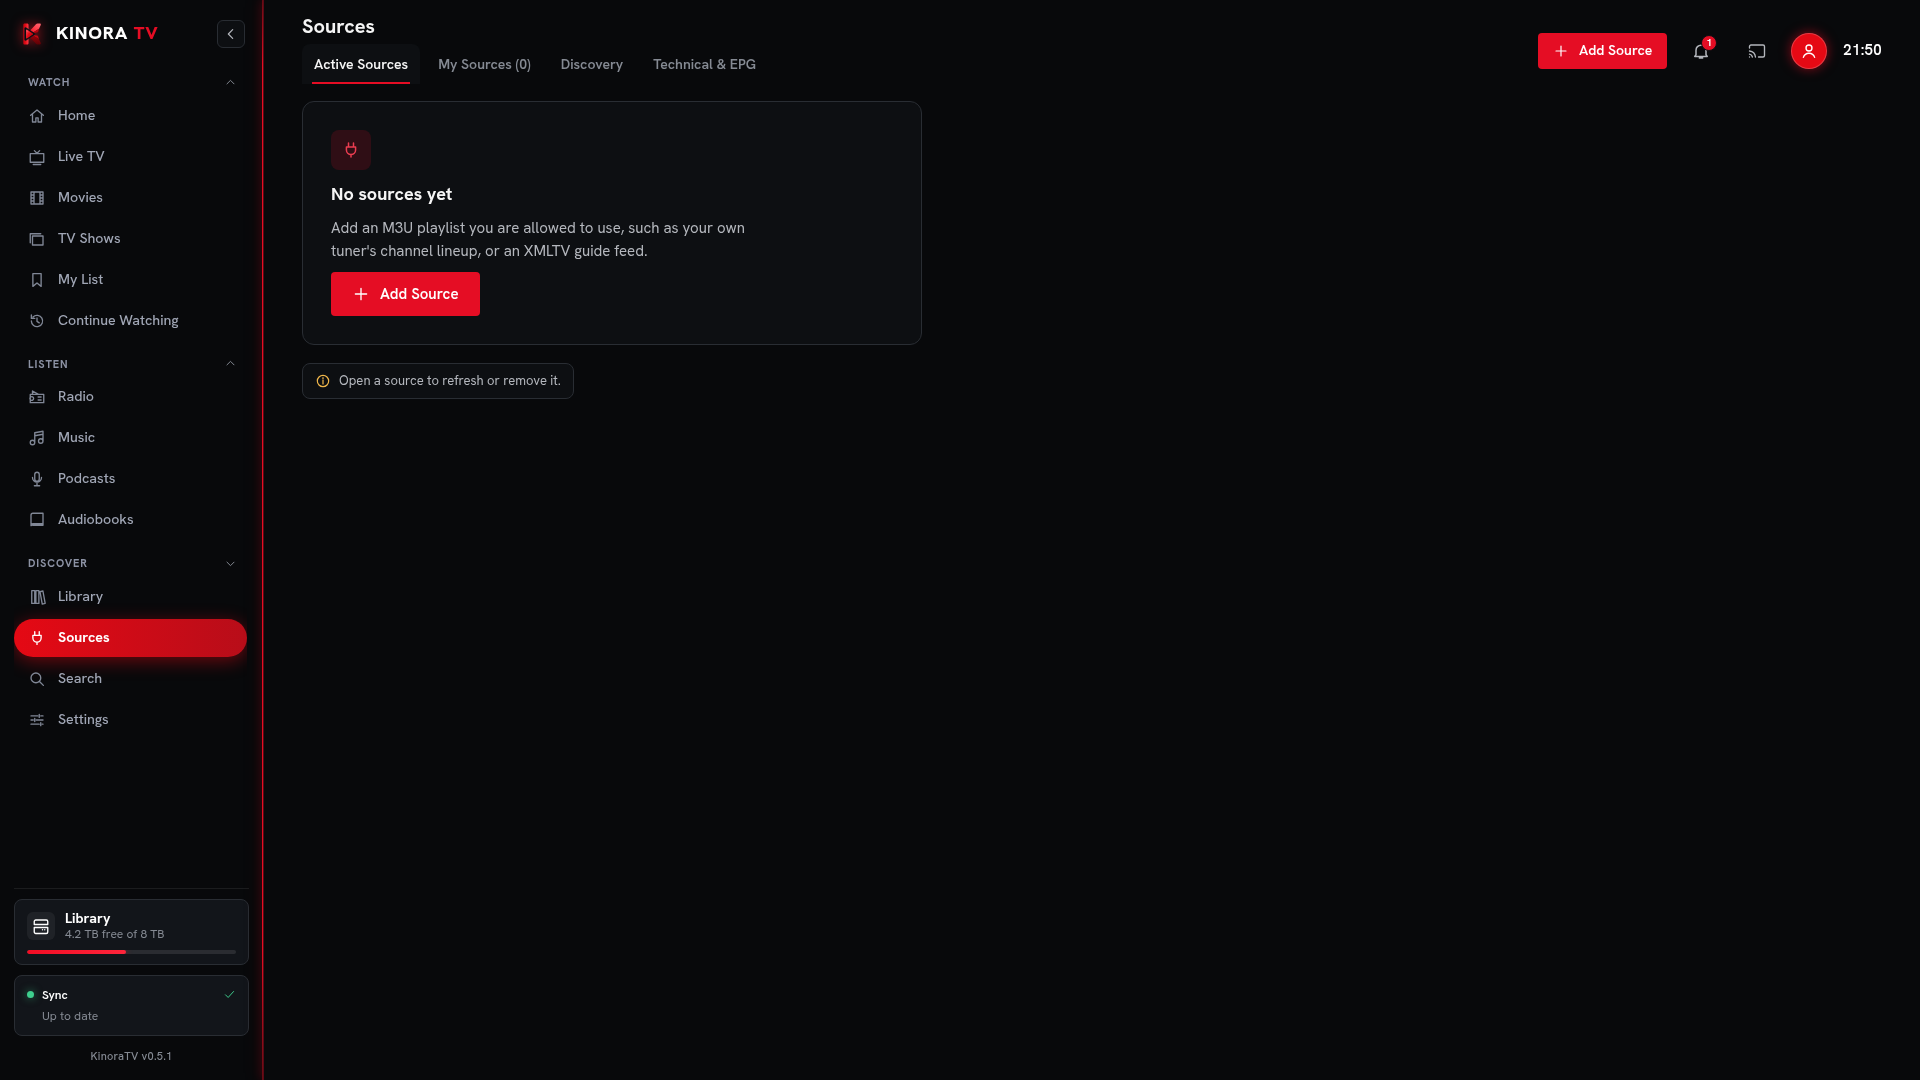 KINORA TV
WATCH
Home
Live TV
Movies
TV Shows
My List
Continue Watching
LISTEN
Radio
Music
Podcasts
Audiobooks
DISCOVER
Library
Sources
Search
Settings
Library
4.2 TB free of 8 TB
Sync
Up to date
KinoraTV v0.5.1
Sources
Active Sources
My Sources (0)
Discovery
Technical & EPG
Add Source
1
21:50
No sources yet
Add an M3U playlist you are allowed to use, such as your own
tuner's channel lineup, or an XMLTV guide feed.
Add Source
Open a source to refresh or remove it.